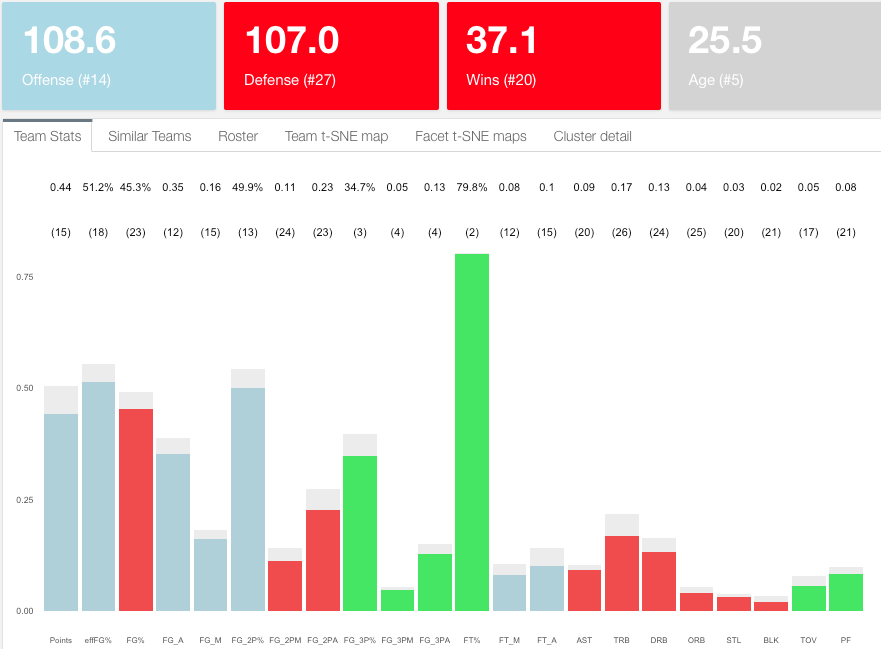 108.6 107.0 37.1 25.5
Offense (#14) Defense (#27) Wins (#20) Age (#5)
Team Stats Similar Teams Roster Team t-SNE map Facet t-SNE maps Cluster detail
0.44 51.2% 45.3% 0.35 0.16 49.9% 0.11 0.23 34.7% 0.05 0.13 79.8% 0.08 0.1 0.09 0.17 0.13 0.04 0.03 0.02 0.05 0.08
(15) (18) (23) (12) (15) (13) (24) (23) (3) (4) (4) (2) (12) (15) (20) (26) (24) (25) (20) (21) (17) (21)
0.75
0.50
0.25
0.00
Points effFG% FG% FG_A FG_M FG_2P% FG_2PM FG_2PA FG_3P% FG_3PM FG_3PA FT% FT_M FT_A AST TRB DRB ORB STL BLK TOV PF